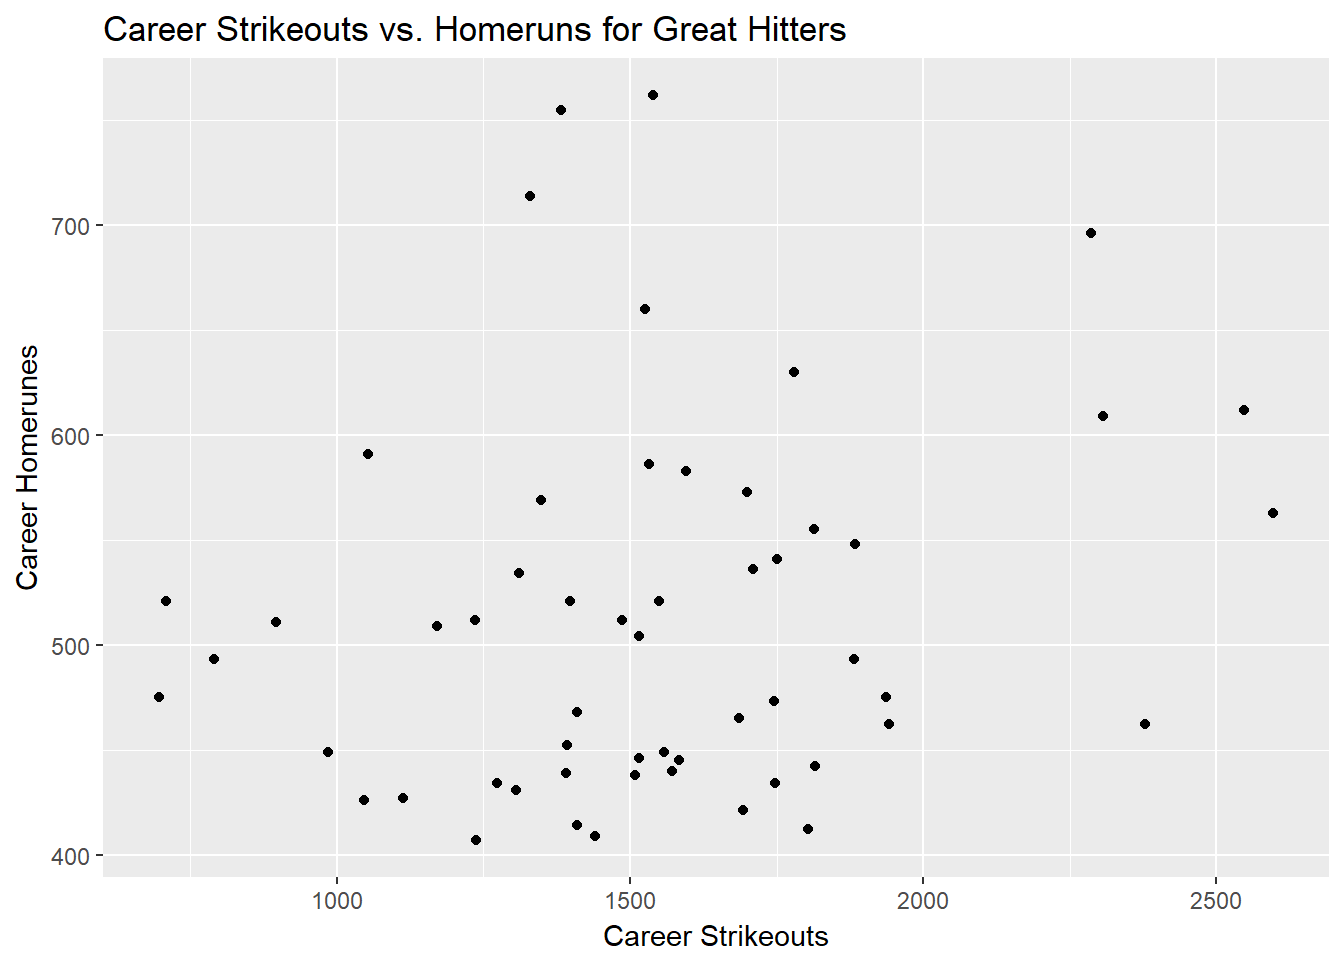 Career Strikeouts vs. Homeruns for Great Hitters
Career Homerunes
700
600
500
400
1000 1500 2000 2500
Career Strikeouts